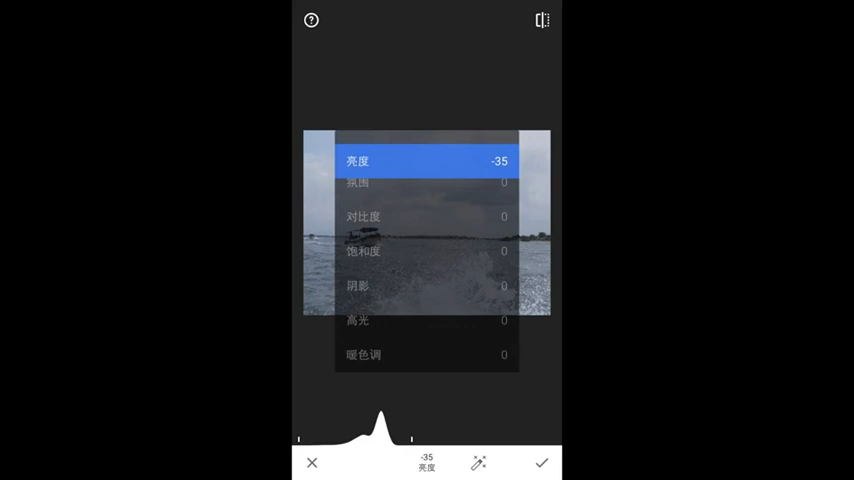 亮度 -35
氛围 0
对比度 0
饱和度 0
阴影 0
高光 0
暖色调 0
-35
亮度